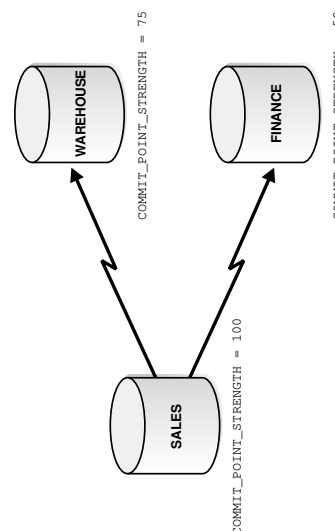 WAREHOUSE
COMMIT_POINT_STRENGTH = 75
SALES
COMMIT_POINT_STRENGTH = 100
FINANCE